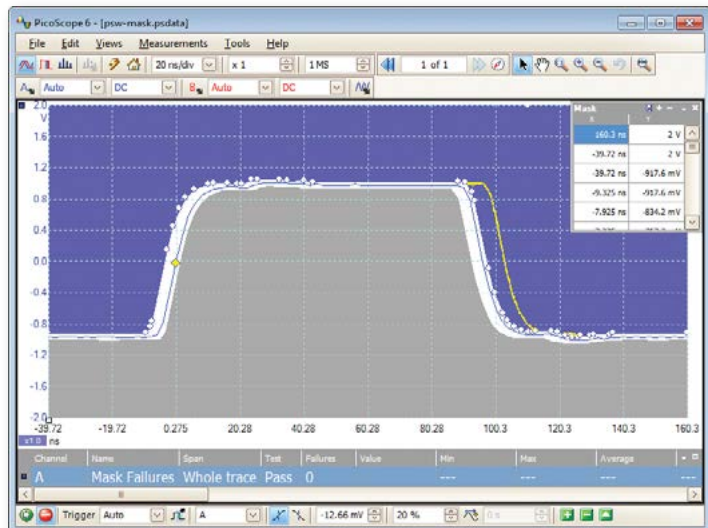 PicoScope 6 - [psw-mask.psdata]
File Edit Views Measurements Tools Help
20 ns/div x 1 1 MS 1 of 1
A Auto DC B Auto DC
2.0
V
1.6
1.2
0.8
0.4
0.0
-0.4
-0.8
-1.2
-1.6
-2.0
Mask
X Y
160.3 ns 2 V
-39.72 ns 2 V
-39.72 ns -917.6 mV
-9.325 ns -917.6 mV
-7.925 ns -834.2 mV
-39.72 -19.72 0.275 20.28 40.28 60.28 80.28 100.3 120.3 140.3 160.3
x1.0 ns
Channel Name Span Test Failures Value Min Max Average
A Mask Failures Whole trace Pass 0 --- --- ---
Trigger Auto A -12.66 mV 20 % 0 s